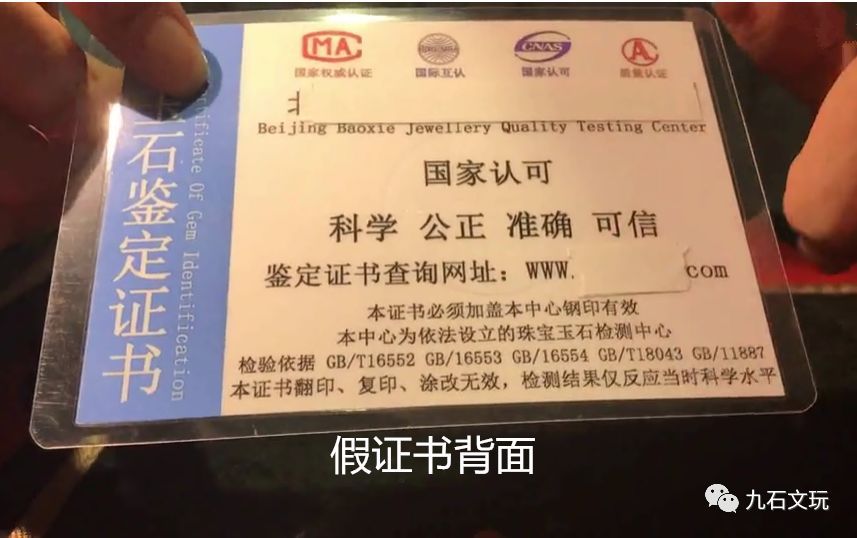 MA
CNAS
国家权威认证 国际互认 国家认可 质量认证
Beijing Baoxie Jewellery Quality Testing Center
国家认可
科学 公正 准确 可信
鉴定证书查询网址：WWW. com
本证书必须加盖本中心钢印有效
本中心为依法设立的珠宝玉石检测中心
检验依据 GB/T16552 GB/16553 GB/16554 GB/T18043 GB/11887
本证书翻印、复印、涂改无效，检测结果仅反应当时科学水平
石鉴定证书
Of Gem Identification
假证书背面
九石文玩